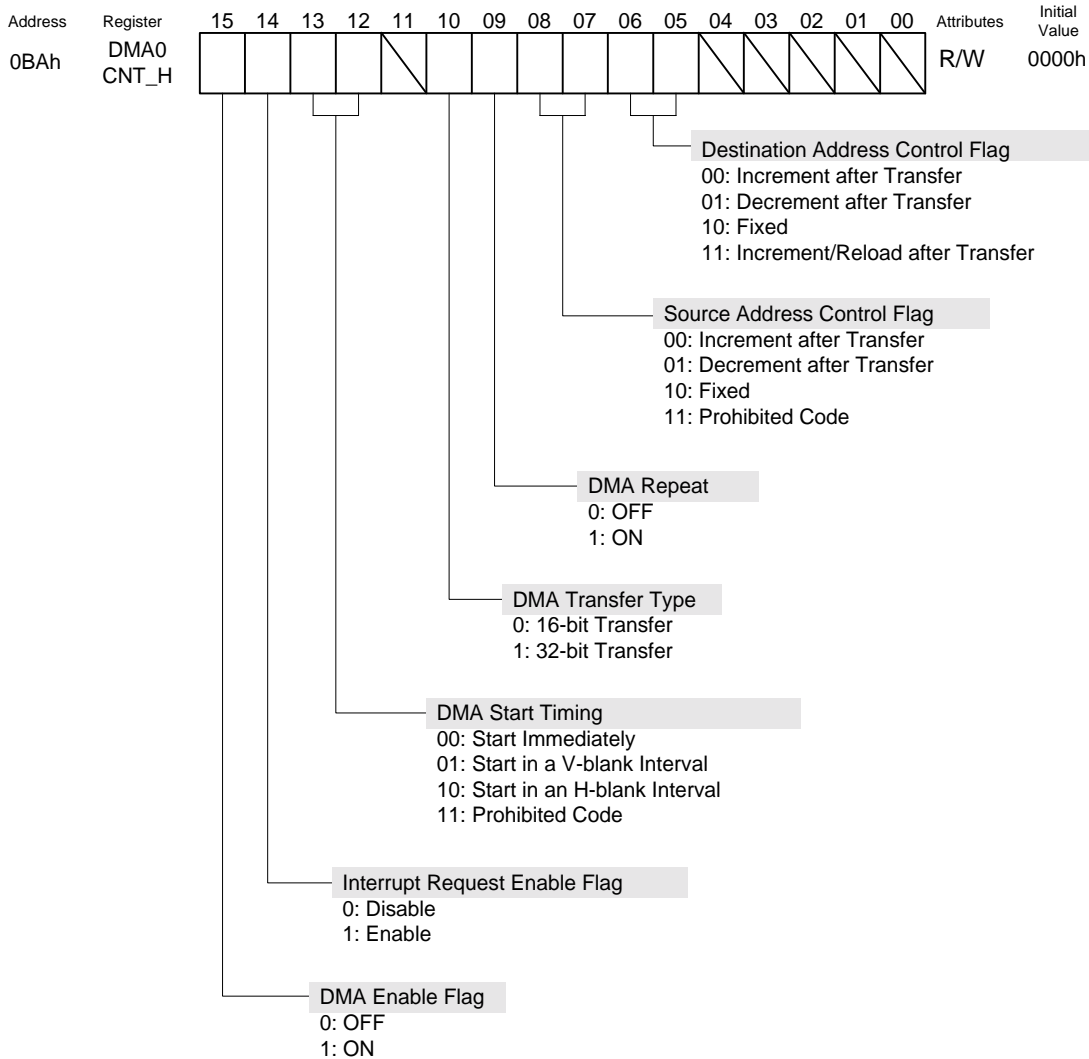 Address Register 15 14 13 12 11 10 09 08 07 06 05 04 03 02 01 00 Attributes Initial Value
0BAh DMA0 CNT_H R/W 0000h
Destination Address Control Flag
00: Increment after Transfer
01: Decrement after Transfer
10: Fixed
11: Increment/Reload after Transfer
Source Address Control Flag
00: Increment after Transfer
01: Decrement after Transfer
10: Fixed
11: Prohibited Code
DMA Repeat
0: OFF
1: ON
DMA Transfer Type
0: 16-bit Transfer
1: 32-bit Transfer
DMA Start Timing
00: Start Immediately
01: Start in a V-blank Interval
10: Start in an H-blank Interval
11: Prohibited Code
Interrupt Request Enable Flag
0: Disable
1: Enable
DMA Enable Flag
0: OFF
1: ON